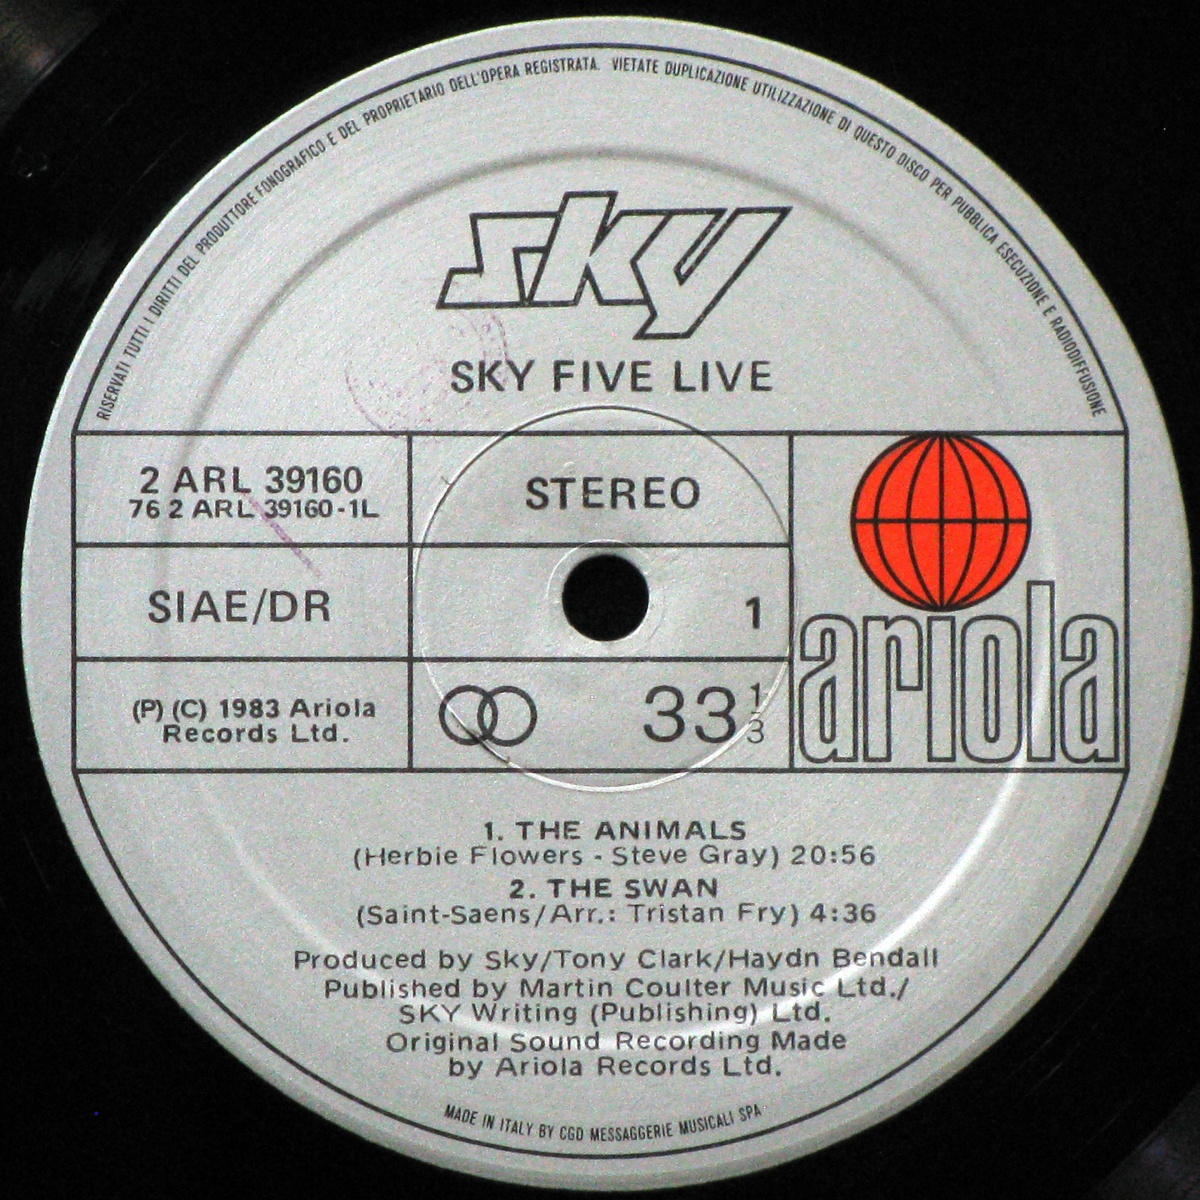 RISERVATI TUTTI I DIRITTI DEL PRODUTTORE FONOGRAFICO E DEL PROPRIETARIO DELL'OPERA REGISTRATA. VIETATE DUPLICAZIONE UTILIZZAZIONE DI QUESTO DISCO PER PUBBLICA ESECUZIONE E RADIODIFFUSIONE
sky
SKY FIVE LIVE
2 ARL 39160
76 2 ARL 39160-1L
STEREO
SIAE/DR
1
(P) (C) 1983 Ariola
Records Ltd.
33 1/3
ariola
1. THE ANIMALS
(Herbie Flowers - Steve Gray) 20:56
2. THE SWAN
(Saint-Saens/Arr.: Tristan Fry) 4:36
Produced by Sky/Tony Clark/Haydn Bendall
Published by Martin Coulter Music Ltd./
SKY Writing (Publishing) Ltd.
Original Sound Recording Made
by Ariola Records Ltd.
MADE IN ITALY BY CGD MESSAGGERIE MUSICALI SPA